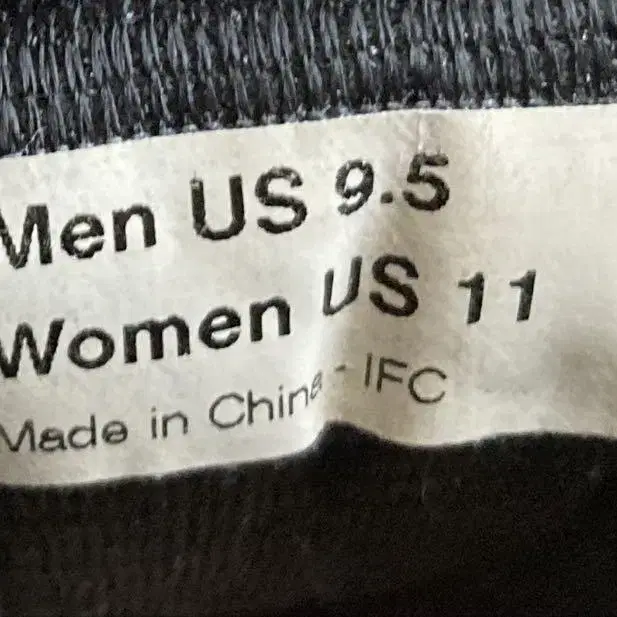 Men US 9.5
Women US 11
Made in China - IFC